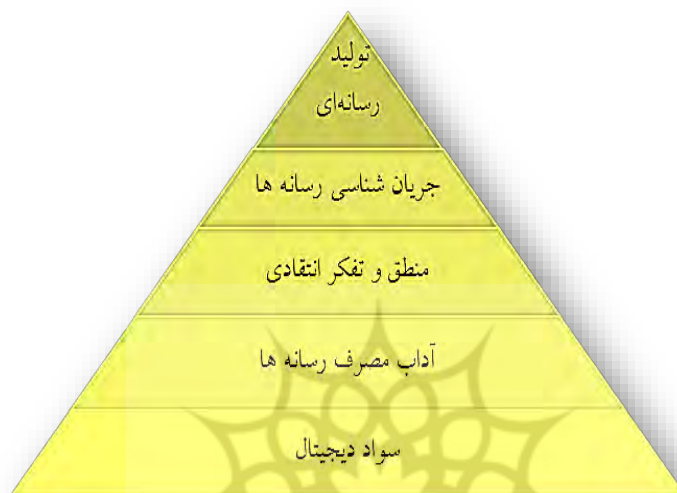 تولید
رسانه‌ای
جریان شناسی رسانه ها
منطق و تفکر انتقادی
آداب مصرف رسانه ها
سواد دیجیتال